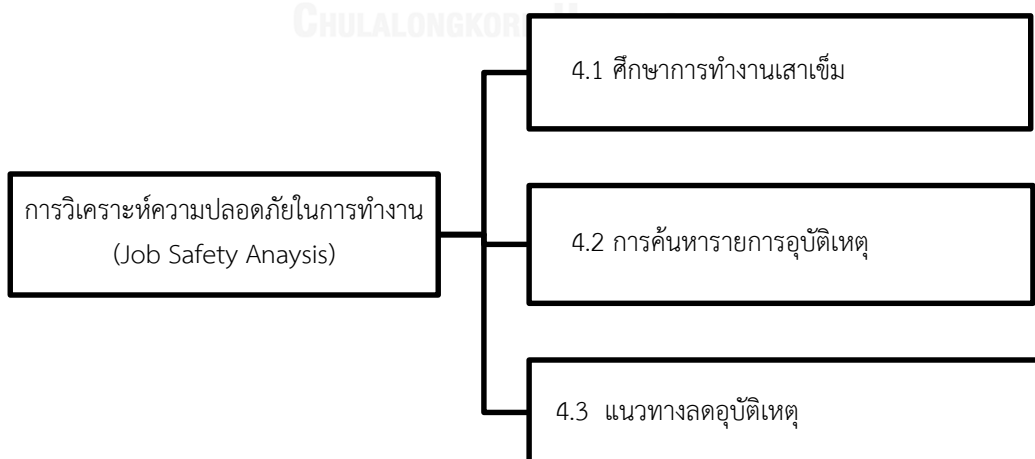 CHULALONGKOR
4.1 ศึกษาการทำงานเสาเข็ม
การวิเคราะห์ความปลอดภัยในการทำงาน
(Job Safety Anaysis)
4.2 การค้นหารายการอุบัติเหตุ
4.3 แนวทางลดอุบัติเหตุ